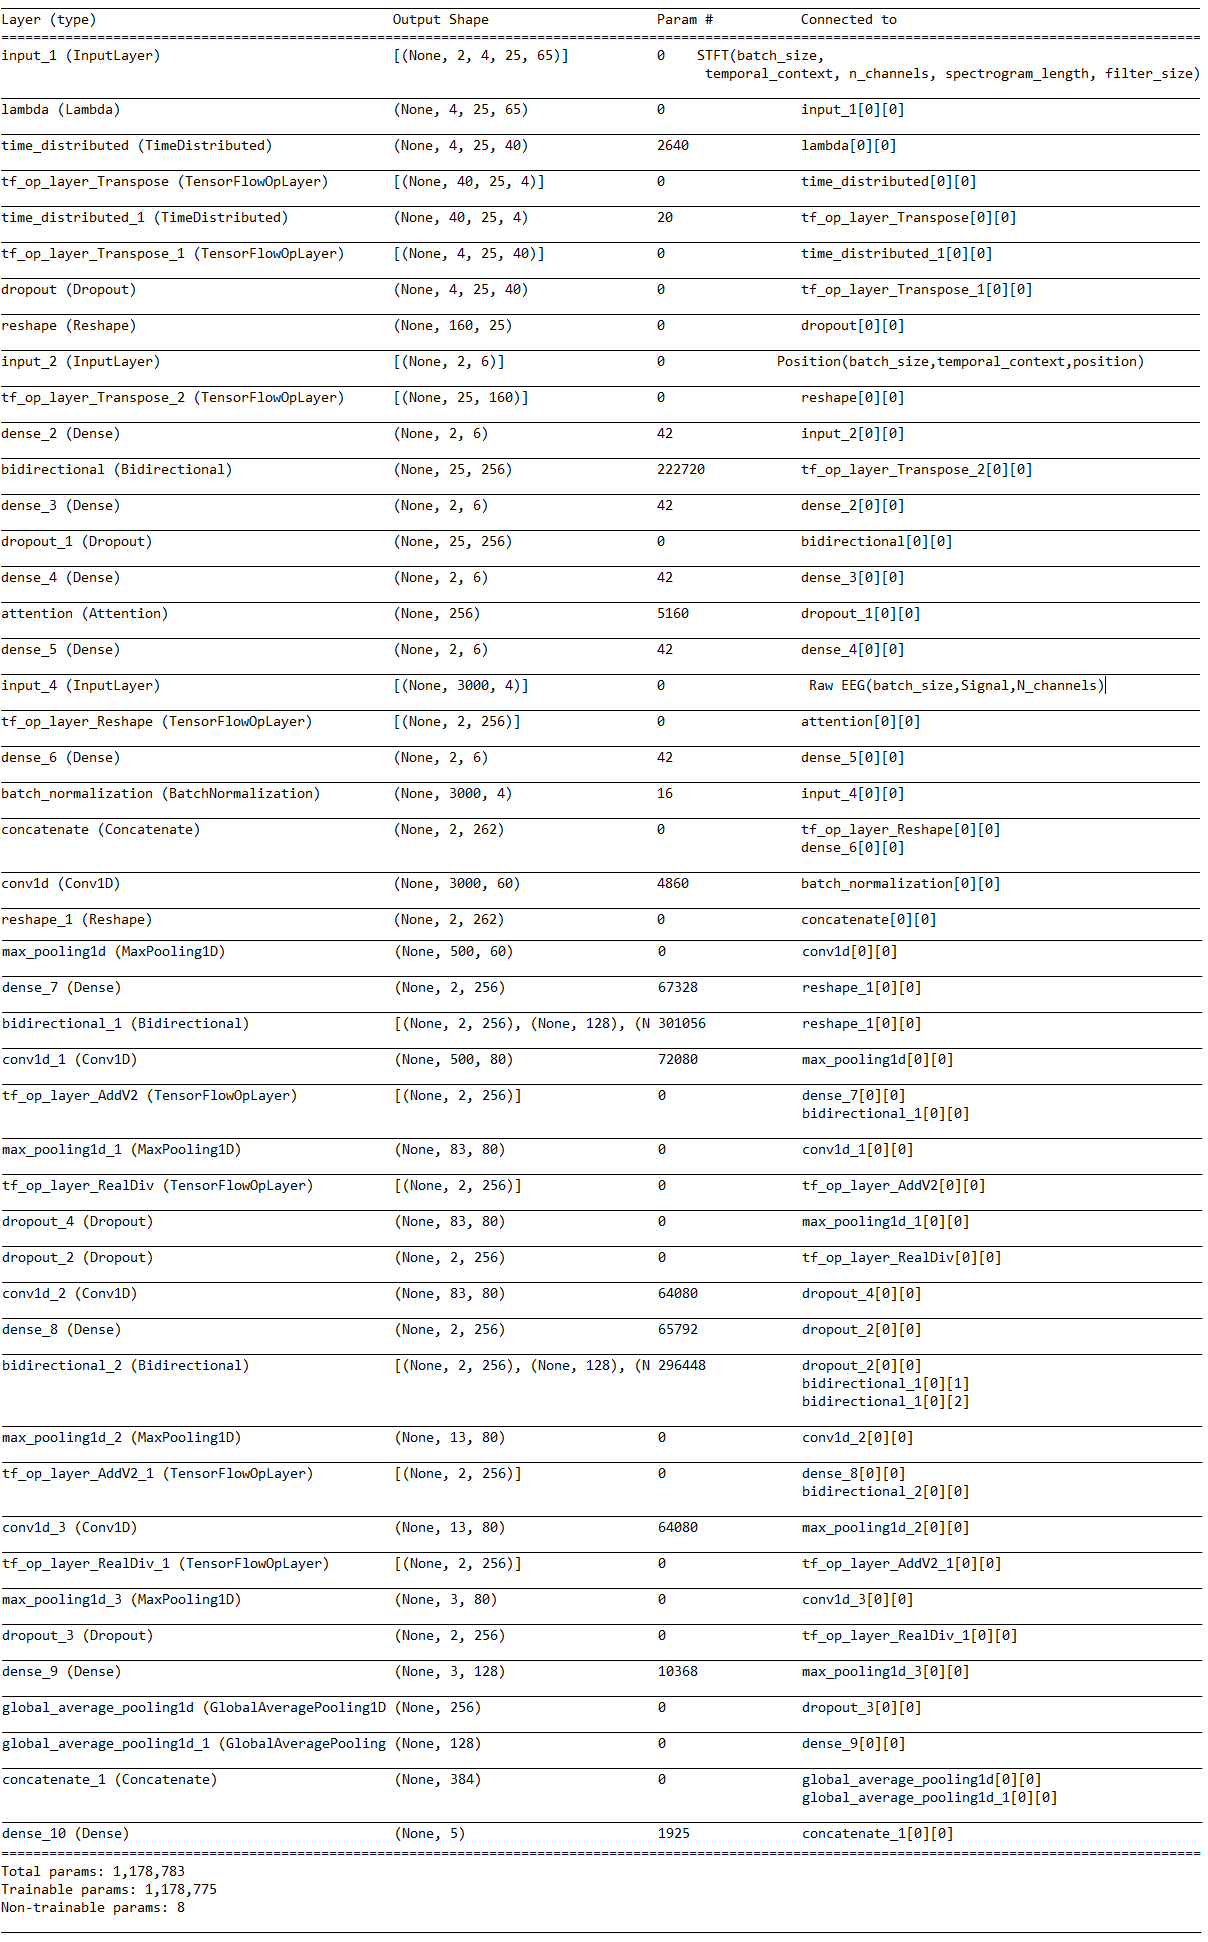 Layer (type) Output Shape Param # Connected to
==================================================================================================
input_1 (InputLayer) [(None, 2, 4, 25, 65)] 0 STFT(batch_size,
temporal_context, n_channels, spectrogram_length, filter_size)
lambda (Lambda) (None, 4, 25, 65) 0 input_1[0][0]
time_distributed (TimeDistributed) (None, 4, 25, 40) 2640 lambda[0][0]
tf_op_layer_Transpose (TensorFlowOpLayer) [(None, 40, 25, 4)] 0 time_distributed[0][0]
time_distributed_1 (TimeDistributed) (None, 40, 25, 4) 20 tf_op_layer_Transpose[0][0]
tf_op_layer_Transpose_1 (TensorFlowOpLayer) [(None, 4, 25, 40)] 0 time_distributed_1[0][0]
dropout (Dropout) (None, 4, 25, 40) 0 tf_op_layer_Transpose_1[0][0]
reshape (Reshape) (None, 160, 25) 0 dropout[0][0]
input_2 (InputLayer) [(None, 2, 6)] 0 Position(batch_size,temporal_context,position)
tf_op_layer_Transpose_2 (TensorFlowOpLayer) [(None, 25, 160)] 0 reshape[0][0]
dense_2 (Dense) (None, 2, 6) 42 input_2[0][0]
bidirectional (Bidirectional) (None, 25, 256) 222720 tf_op_layer_Transpose_2[0][0]
dense_3 (Dense) (None, 2, 6) 42 dense_2[0][0]
dropout_1 (Dropout) (None, 25, 256) 0 bidirectional[0][0]
dense_4 (Dense) (None, 2, 6) 42 dense_3[0][0]
attention (Attention) (None, 256) 5160 dropout_1[0][0]
dense_5 (Dense) (None, 2, 6) 42 dense_4[0][0]
input_4 (InputLayer) [(None, 3000, 4)] 0 Raw EEG(batch_size,Signal,N_channels)
tf_op_layer_Reshape (TensorFlowOpLayer) [(None, 2, 256)] 0 attention[0][0]
dense_6 (Dense) (None, 2, 6) 42 dense_5[0][0]
batch_normalization (BatchNormalization) (None, 3000, 4) 16 input_4[0][0]
concatenate (Concatenate) (None, 2, 262) 0 tf_op_layer_Reshape[0][0]
dense_6[0][0]
conv1d (Conv1D) (None, 3000, 60) 4860 batch_normalization[0][0]
reshape_1 (Reshape) (None, 2, 262) 0 concatenate[0][0]
max_pooling1d (MaxPooling1D) (None, 500, 60) 0 conv1d[0][0]
dense_7 (Dense) (None, 2, 256) 67328 reshape_1[0][0]
bidirectional_1 (Bidirectional) [(None, 2, 256), (None, 128), (N 301056 reshape_1[0][0]
conv1d_1 (Conv1D) (None, 500, 80) 72080 max_pooling1d[0][0]
tf_op_layer_AddV2 (TensorFlowOpLayer) [(None, 2, 256)] 0 dense_7[0][0]
bidirectional_1[0][0]
max_pooling1d_1 (MaxPooling1D) (None, 83, 80) 0 conv1d_1[0][0]
tf_op_layer_RealDiv (TensorFlowOpLayer) [(None, 2, 256)] 0 tf_op_layer_AddV2[0][0]
dropout_4 (Dropout) (None, 83, 80) 0 max_pooling1d_1[0][0]
dropout_2 (Dropout) (None, 2, 256) 0 tf_op_layer_RealDiv[0][0]
conv1d_2 (Conv1D) (None, 83, 80) 64080 dropout_4[0][0]
dense_8 (Dense) (None, 2, 256) 65792 dropout_2[0][0]
bidirectional_2 (Bidirectional) [(None, 2, 256), (None, 128), (N 296448 dropout_2[0][0]
bidirectional_1[0][1]
bidirectional_1[0][2]
max_pooling1d_2 (MaxPooling1D) (None, 13, 80) 0 conv1d_2[0][0]
tf_op_layer_AddV2_1 (TensorFlowOpLayer) [(None, 2, 256)] 0 dense_8[0][0]
bidirectional_2[0][0]
conv1d_3 (Conv1D) (None, 13, 80) 64080 max_pooling1d_2[0][0]
tf_op_layer_RealDiv_1 (TensorFlowOpLayer) [(None, 2, 256)] 0 tf_op_layer_AddV2_1[0][0]
max_pooling1d_3 (MaxPooling1D) (None, 3, 80) 0 conv1d_3[0][0]
dropout_3 (Dropout) (None, 2, 256) 0 tf_op_layer_RealDiv_1[0][0]
dense_9 (Dense) (None, 3, 128) 10368 max_pooling1d_3[0][0]
global_average_pooling1d (GlobalAveragePooling1D (None, 256) 0 dropout_3[0][0]
global_average_pooling1d_1 (GlobalAveragePooling (None, 128) 0 dense_9[0][0]
concatenate_1 (Concatenate) (None, 384) 0 global_average_pooling1d[0][0]
global_average_pooling1d_1[0][0]
dense_10 (Dense) (None, 5) 1925 concatenate_1[0][0]
==================================================================================================
Total params: 1,178,783
Trainable params: 1,178,775
Non-trainable params: 8